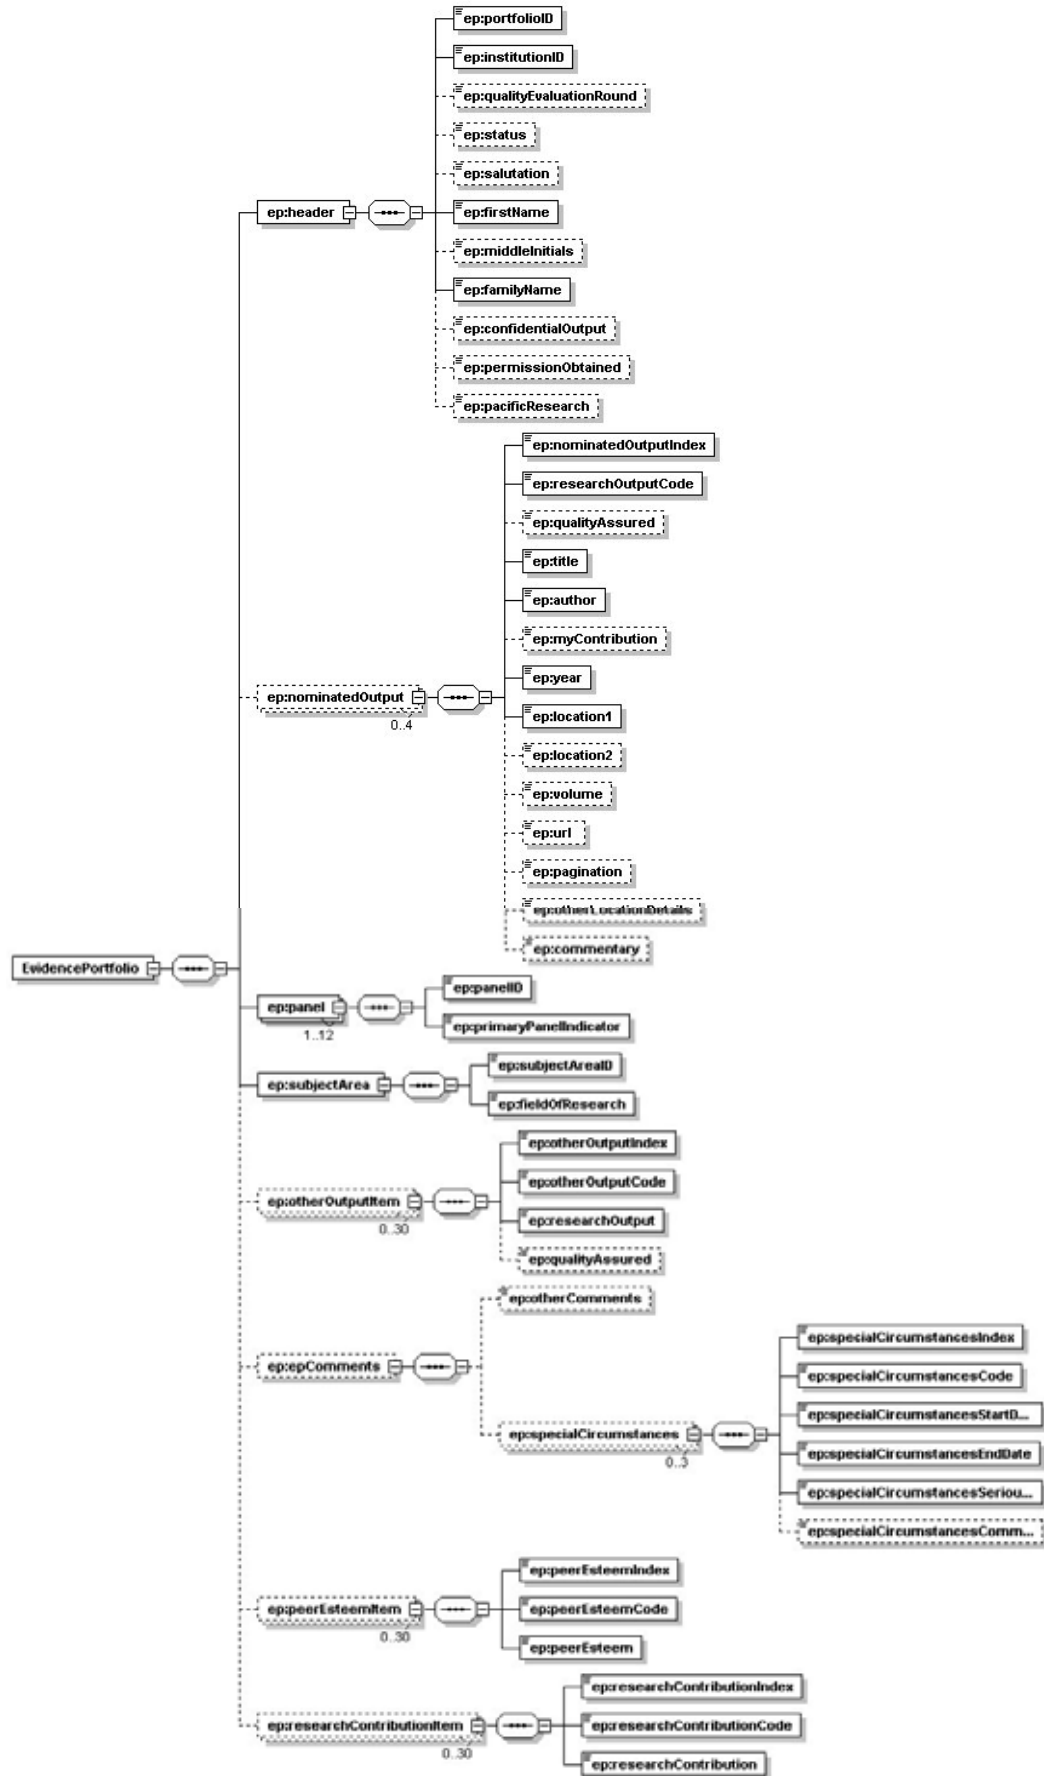 ep:portfolioID
ep:institutionID
ep:qualityEvaluationRound
ep:status
ep:salutation
ep:header
ep:firstName
ep:middleInitials
ep:familyName
ep:confidentialOutput
ep:permissionObtained
ep:pacificResearch
ep:nominatedOutputIndex
ep:researchOutputCode
ep:qualityAssured
ep:title
ep:author
ep:myContribution
ep:year
ep:nominatedOutput
0..4
ep:location1
ep:location2
ep:volume
ep:url
ep:pagination
ep:otherLocationDetails
ep:commentary
EvidencePortfolio
ep:panelID
ep:panel
1..12
ep:primaryPanelIndicator
ep:subjectAreaID
ep:subjectArea
ep:fieldOfResearch
ep:otherOutputIndex
ep:otherOutputCode
ep:otherOutputItem
0..30
ep:researchOutput
ep:qualityAssured
ep:otherComments
ep:specialCircumstancesIndex
ep:epComments
ep:specialCircumstancesCode
ep:specialCircumstancesStartD...
ep:specialCircumstances
0..3
ep:specialCircumstancesEndDate
ep:specialCircumstancesSeriou...
ep:specialCircumstancesComm...
ep:peerEsteemIndex
ep:peerEsteemItem
0..30
ep:peerEsteemCode
ep:peerEsteem
ep:researchContributionIndex
ep:researchContributionItem
0..30
ep:researchContributionCode
ep:researchContribution